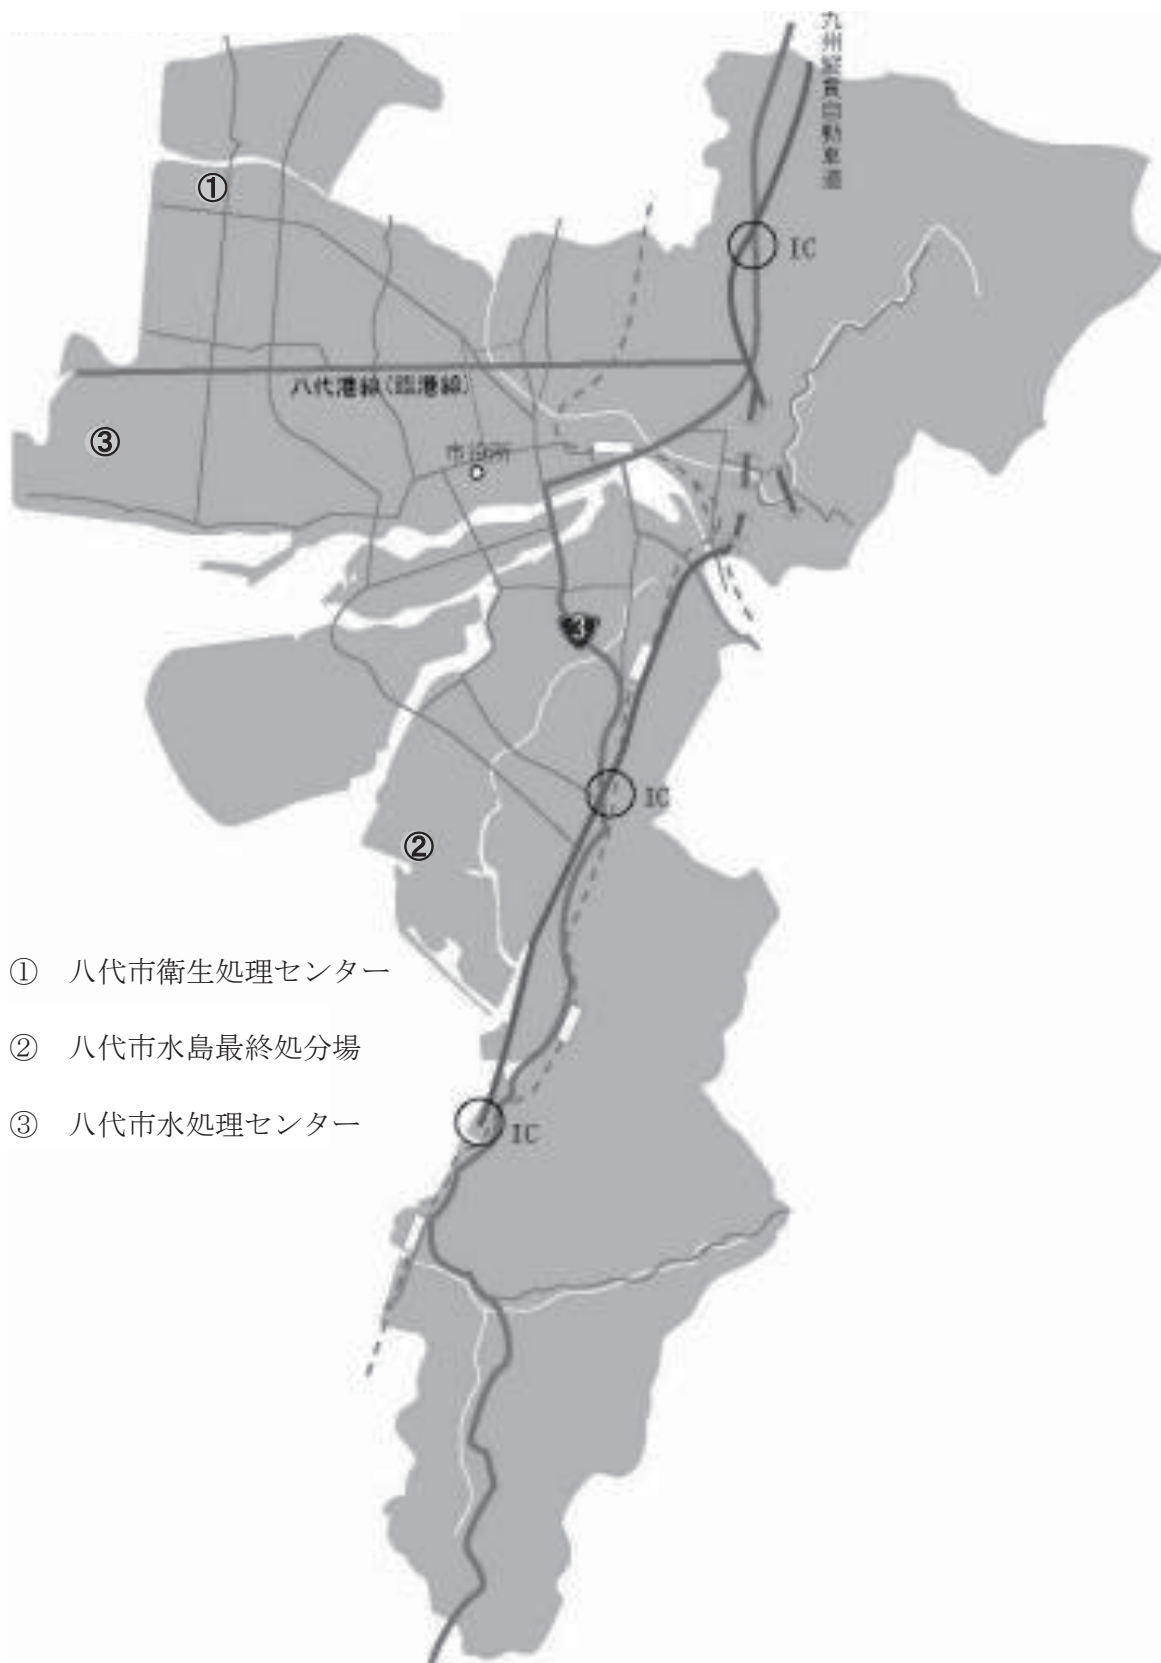 九州縦貫自動車道
①
IC
八代港線(臨港線)
③
市役所
3
IC
②
① 八代市衛生処理センター
② 八代市水島最終処分場
③ 八代市水処理センター
IC